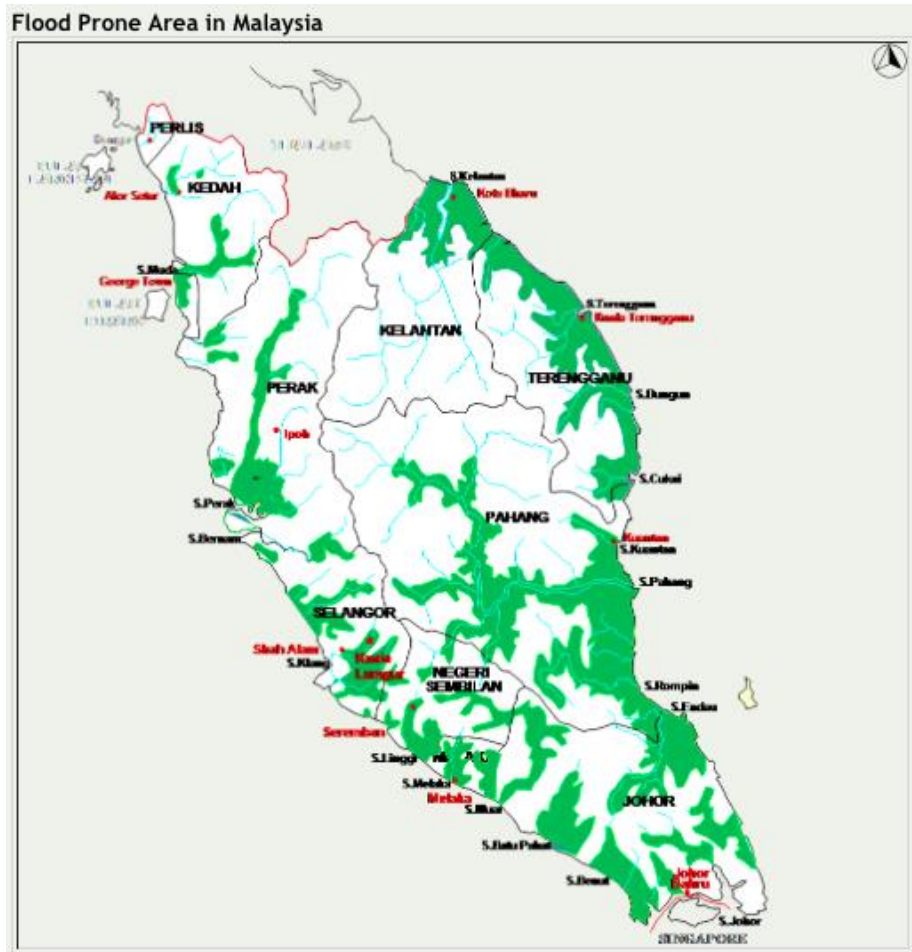 Flood Prone Area in Malaysia
PERLIS
S.Kelantan
KEDAH
Alor Setar
S.Muda
George Town
S.Terengganu
Kuala Terengganu
KELANTAN
TERENGGANU
PERAK
S.Dungun
Ipoh
S.Cukai
S.Perak
PAHANG
S.Bernam
Kuantan
S.Kuantan
S.Pahang
SELANGOR
Shah Alam
S.Klang
Kuala
Lumpur
NEGERI
SEMBILAN
S.Rompin
S.Endau
Seremban
S.Linggi
S.Melaka
Melaka
S.Muar
JOHOR
S.Batu Pahat
Johor
Bahru
S.Benut
S.Johor
SINGAPORE